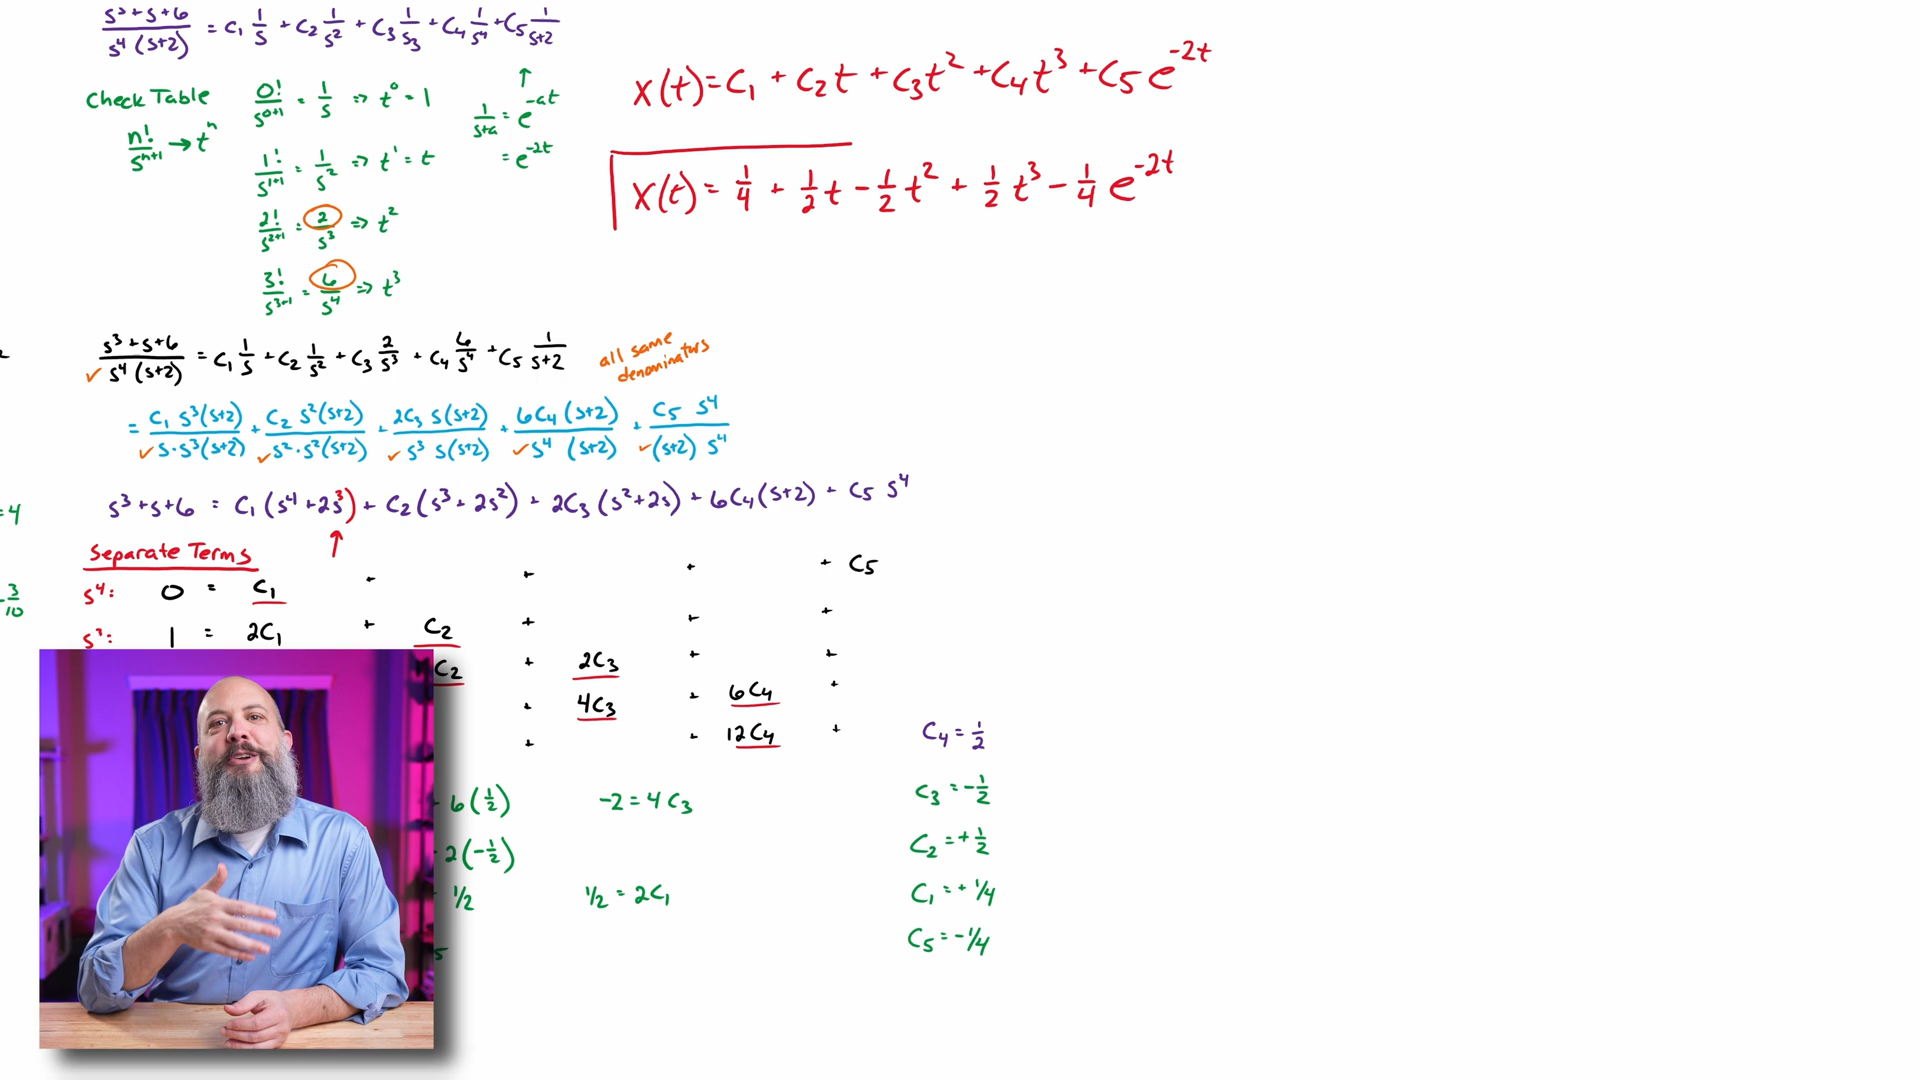 s³+s+6 / s⁴(s+2) = C₁ 1/s + C₂ 1/s² + C₃ 1/s₃ + C₄ 1/s⁴ + C₅ 1/s+2
Check Table
n!/sⁿ⁺¹ → tⁿ
0!/s⁰⁺¹ = 1/s => t⁰ = 1
1!/s¹⁺¹ = 1/s² => t¹ = t
2!/s²⁺¹ = 2/s³ => t²
3!/s³⁺¹ = 6/s⁴ => t³
↑
1/s+a = e^-at
= e^-2t
x(t) = C₁ + C₂t + C₃t² + C₄t³ + C₅e^-2t
x(t) = 1/4 + 1/2 t - 1/2 t² + 1/2 t³ - 1/4 e^-2t
s³+s+6 / ✓ s⁴(s+2) = C₁ 1/s + C₂ 1/s² + C₃ 2/s³ + C₄ 6/s⁴ + C₅ 1/s+2
all same
denominators
= C₁ s³(s+2) / ✓ s·s³(s+2) + C₂ s²(s+2) / ✓ s²·s²(s+2) + 2C₃ s(s+2) / ✓ s³ s(s+2) + 6C₄(s+2) / ✓ s⁴ (s+2) + C₅ s⁴ / ✓ (s+2) s⁴
s³+s+6 = C₁(s⁴+2s³) + C₂(s³+2s²) + 2C₃(s²+2s) + 6C₄(s+2) + C₅ s⁴
=4
-3/10
Separate Terms
↑
s⁴: 0 = C₁ + + + + C₅
s³: 1 = 2C₁ + C₂ + + +
C₂ + 2C₃ + +
+ 4C₃ + 6C₄ +
+ + 12C₄ +
6(1/2) -2 = 4C₃
2(-1/2)
1/2 1/2 = 2C₁
5
C₄ = 1/2
C₃ = -1/2
C₂ = +1/2
C₁ = +1/4
C₅ = -1/4